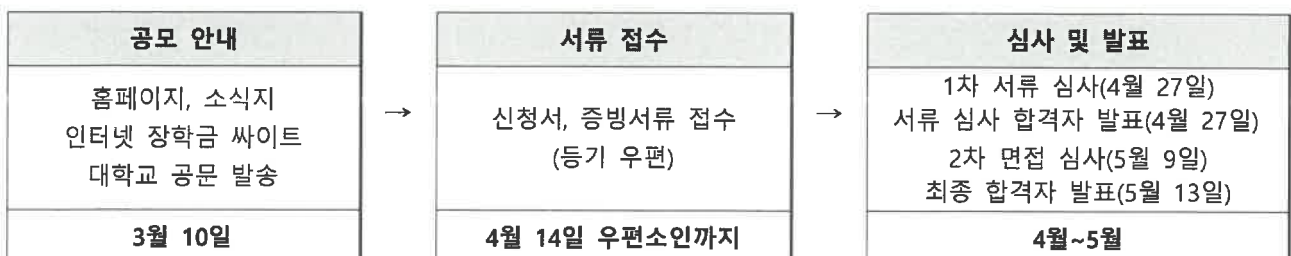 공모 안내
홈페이지, 소식지
인터넷 장학금 싸이트
대학교 공문 발송
3월 10일
→
서류 접수
신청서, 증빙서류 접수
(등기 우편)
4월 14일 우편소인까지
→
심사 및 발표
1차 서류 심사(4월 27일)
서류 심사 합격자 발표(4월 27일)
2차 면접 심사(5월 9일)
최종 합격자 발표(5월 13일)
4월~5월